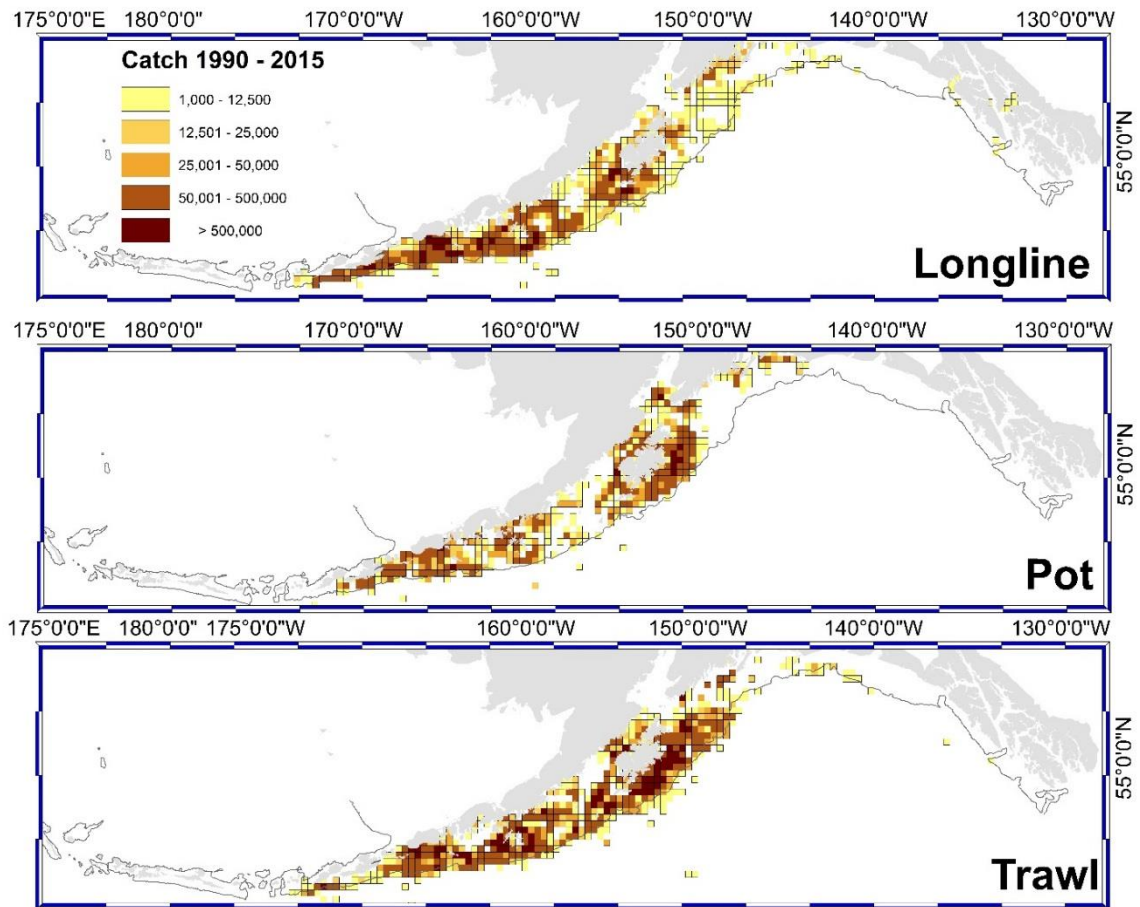 175°0'0"E 180°0'0" 170°0'0"W 160°0'0"W 150°0'0"W 140°0'0"W 130°0'0"W
Catch 1990 - 2015
1,000 - 12,500
12,501 - 25,000
25,001 - 50,000
50,001 - 500,000
> 500,000
55°0'0"N
Longline
175°0'0"E 180°0'0" 170°0'0"W 160°0'0"W 150°0'0"W 140°0'0"W 130°0'0"W
55°0'0"N
Pot
175°0'0"E 180°0'0" 175°0'0"W 160°0'0"W 150°0'0"W 140°0'0"W 130°0'0"W
55°0'0"N
Trawl